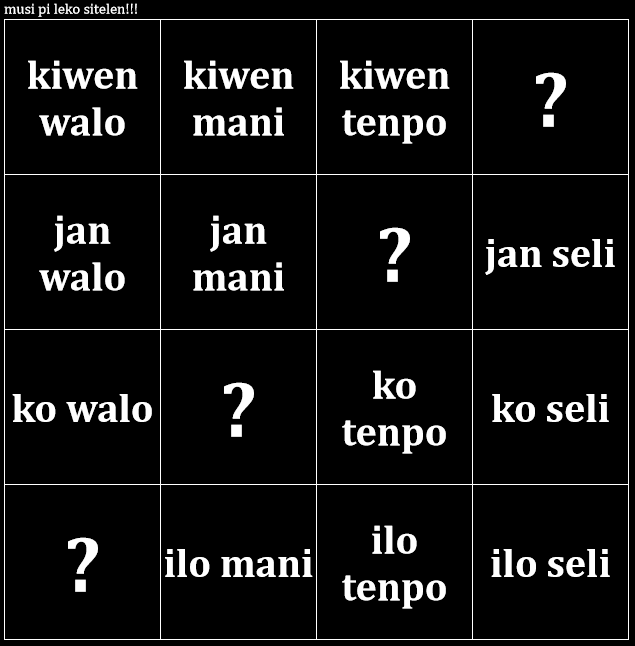 musi pi leko sitelen!!!
kiwen walo
kiwen mani
kiwen tenpo
?
jan walo
jan mani
?
jan seli
ko walo
?
ko tenpo
ko seli
?
ilo mani
ilo tenpo
ilo seli